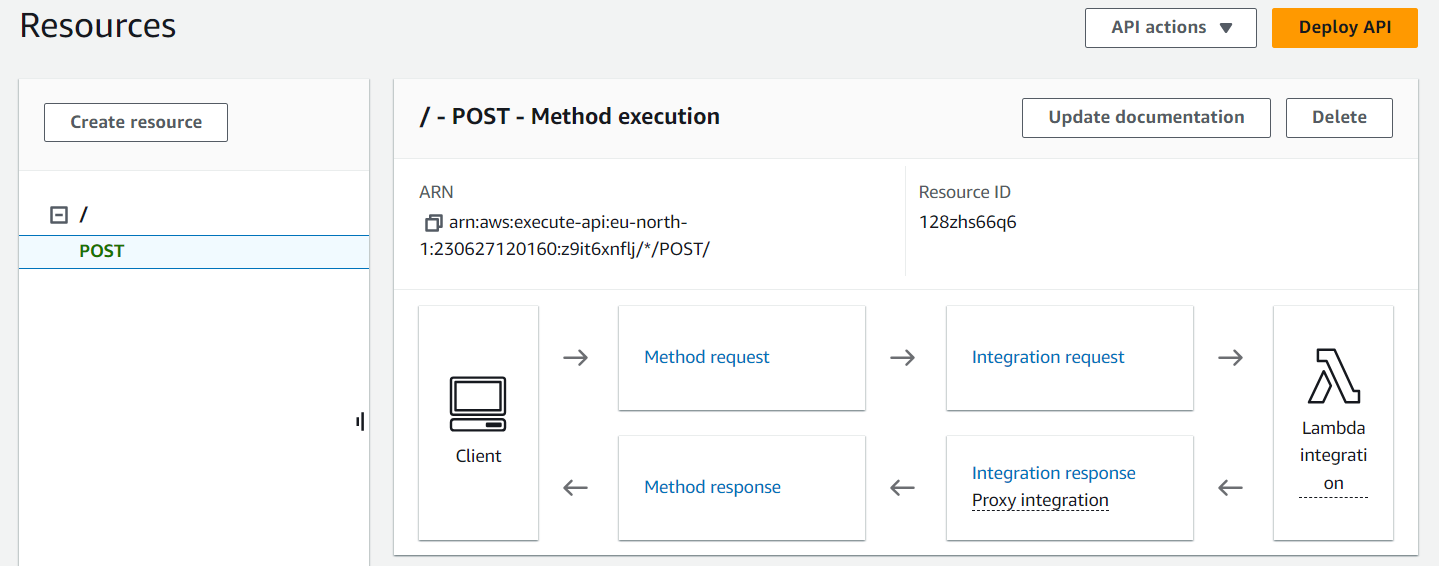 Resources
API actions
Deploy API
Create resource
/
POST
/ - POST - Method execution
Update documentation
Delete
ARN
arn:aws:execute-api:eu-north-
1:230627120160:z9it6xnflj/*/POST/
Resource ID
128zhs66q6
Client
Method request
Integration request
Method response
Integration response
Proxy integration
Lambda
integrati
on